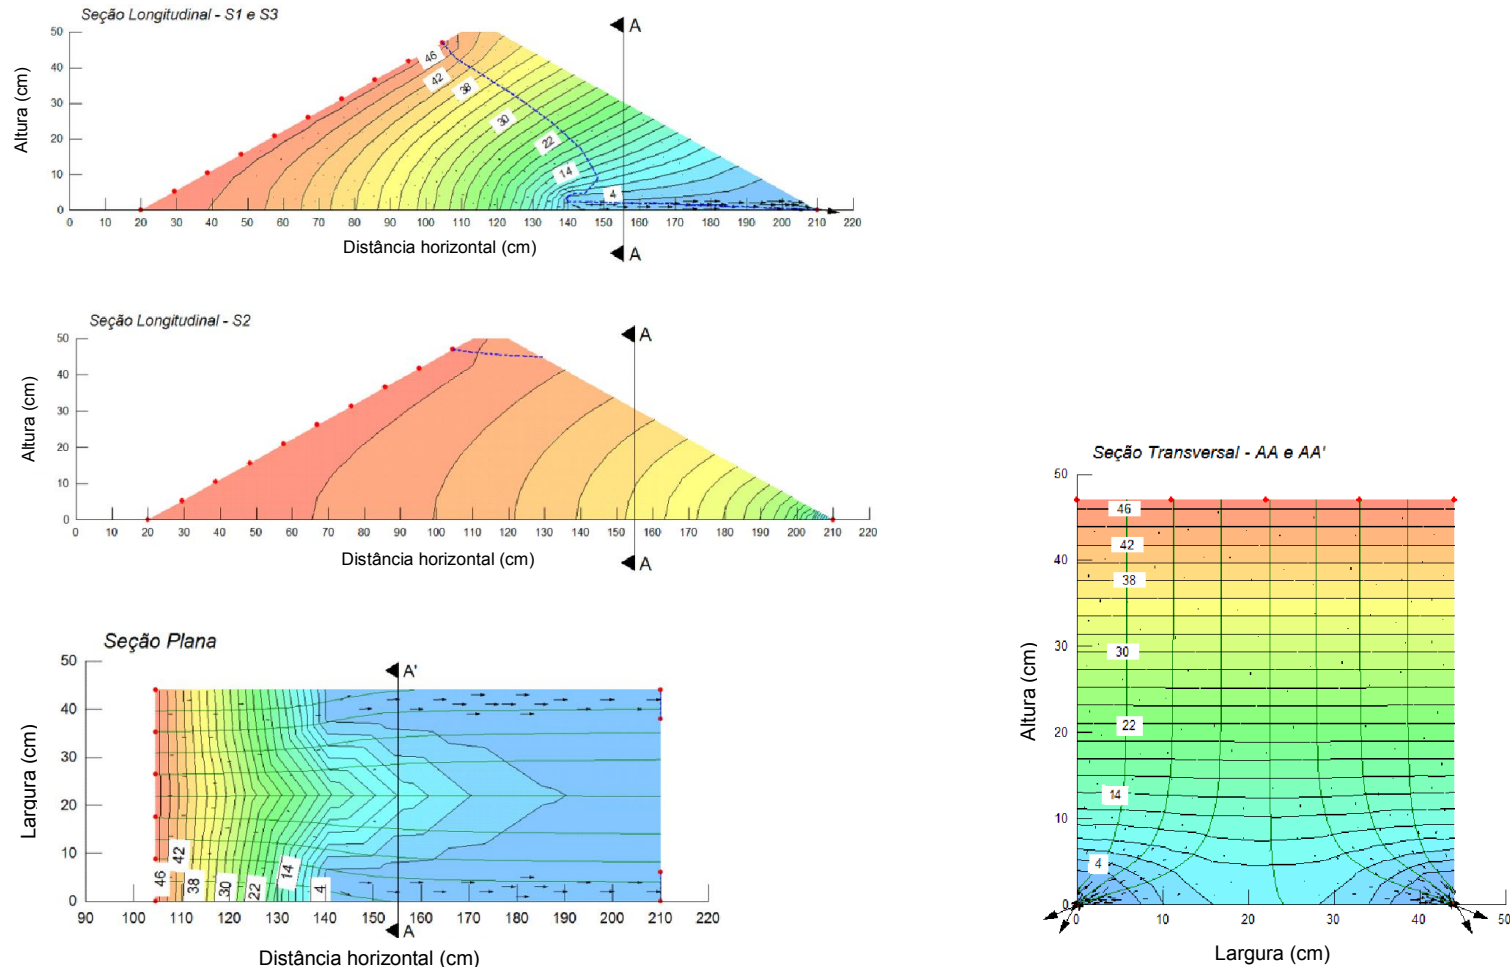 Seção Longitudinal - S1 e S3
A
50
40
30
20
10
0
Altura (cm)
46
42
38
30
22
14
4
0 10 20 30 40 50 60 70 80 90 100 110 120 130 140 150 160 170 180 190 200 210 220
Distância horizontal (cm)
A
Seção Longitudinal - S2
A
50
40
30
20
10
0
Altura (cm)
0 10 20 30 40 50 60 70 80 90 100 110 120 130 140 150 160 170 180 190 200 210 220
Distância horizontal (cm)
A
Seção Plana
A'
50
40
30
20
10
0
Largura (cm)
46 42 38 30 22 14 4
90 100 110 120 130 140 150 160 170 180 190 200 210 220
A
Distância horizontal (cm)
Seção Transversal - AA e AA'
50
40
30
20
10
0
Altura (cm)
46
42
38
30
22
14
4
0 10 20 30 40 50
Largura (cm)